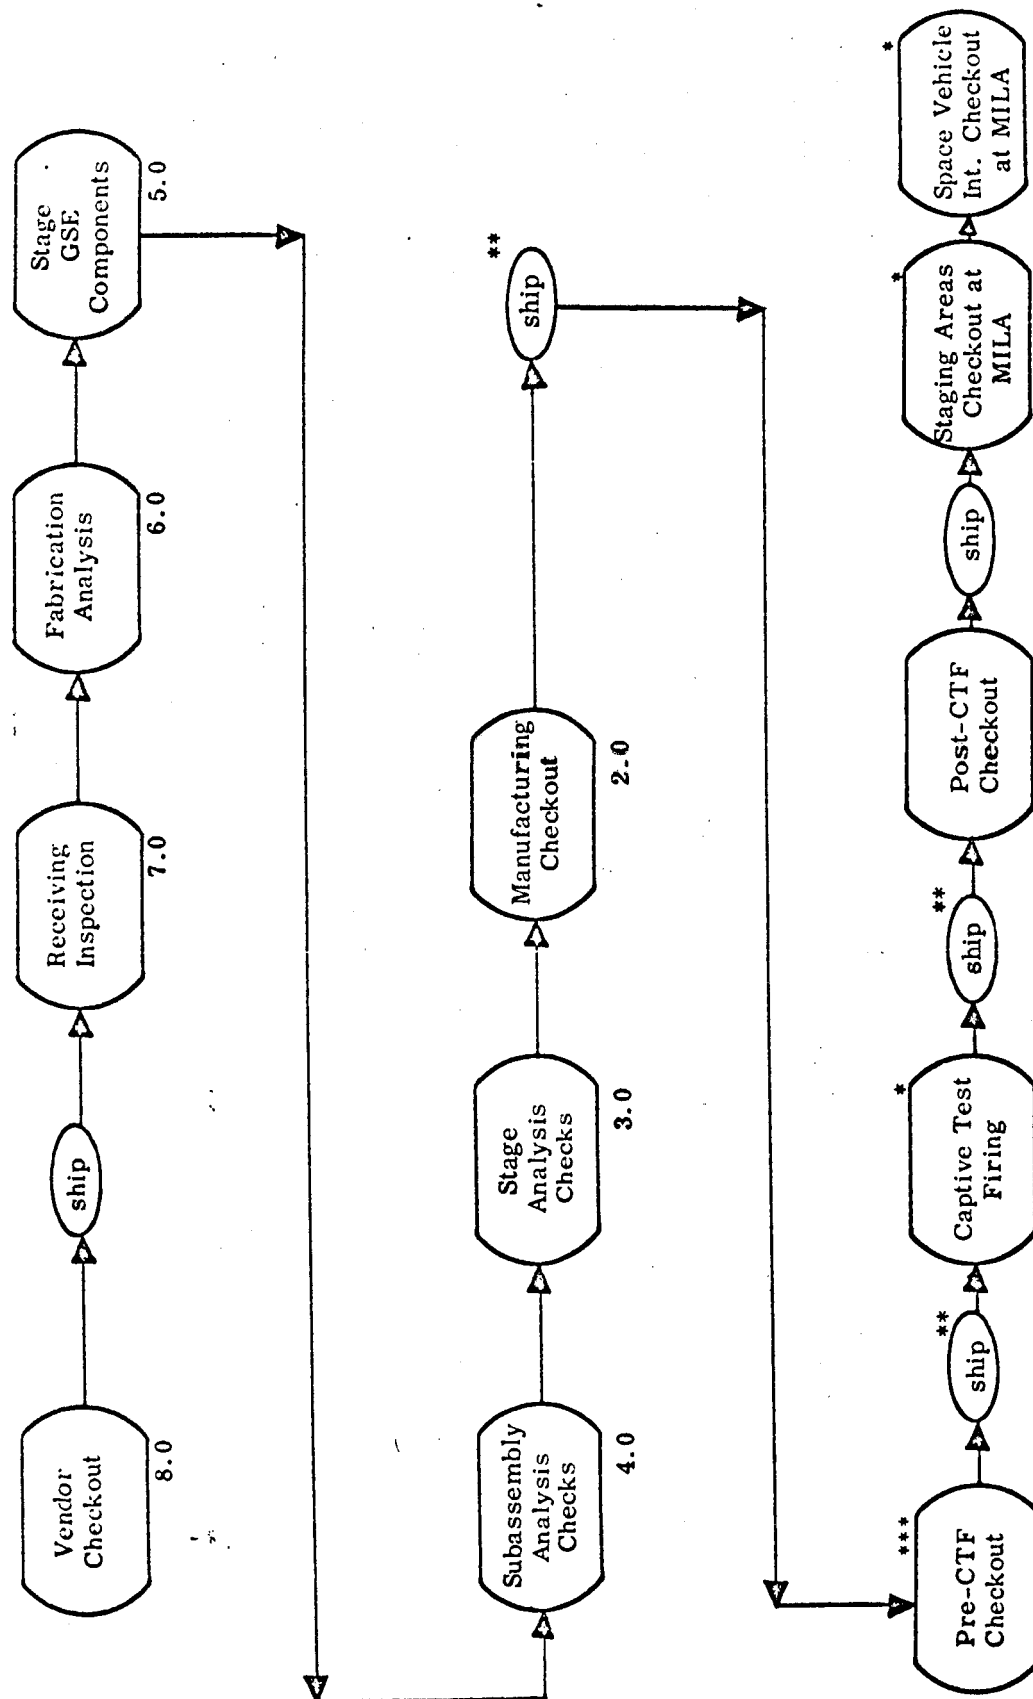 Vendor
Checkout
8.0
ship
Receiving
Inspection
7.0
Fabrication
Analysis
6.0
Stage
GSE
Components
5.0
Subassembly
Analysis
Checks
4.0
Stage
Analysis
Checks
3.0
Manufacturing
Checkout
2.0
**
ship
***
Pre-CTF
Checkout
**
ship
*
Captive Test
Firing
**
ship
Post-CTF
Checkout
ship
*
Staging Areas
Checkout at
MILA
*
Space Vehicle
Int. Checkout
at MILA